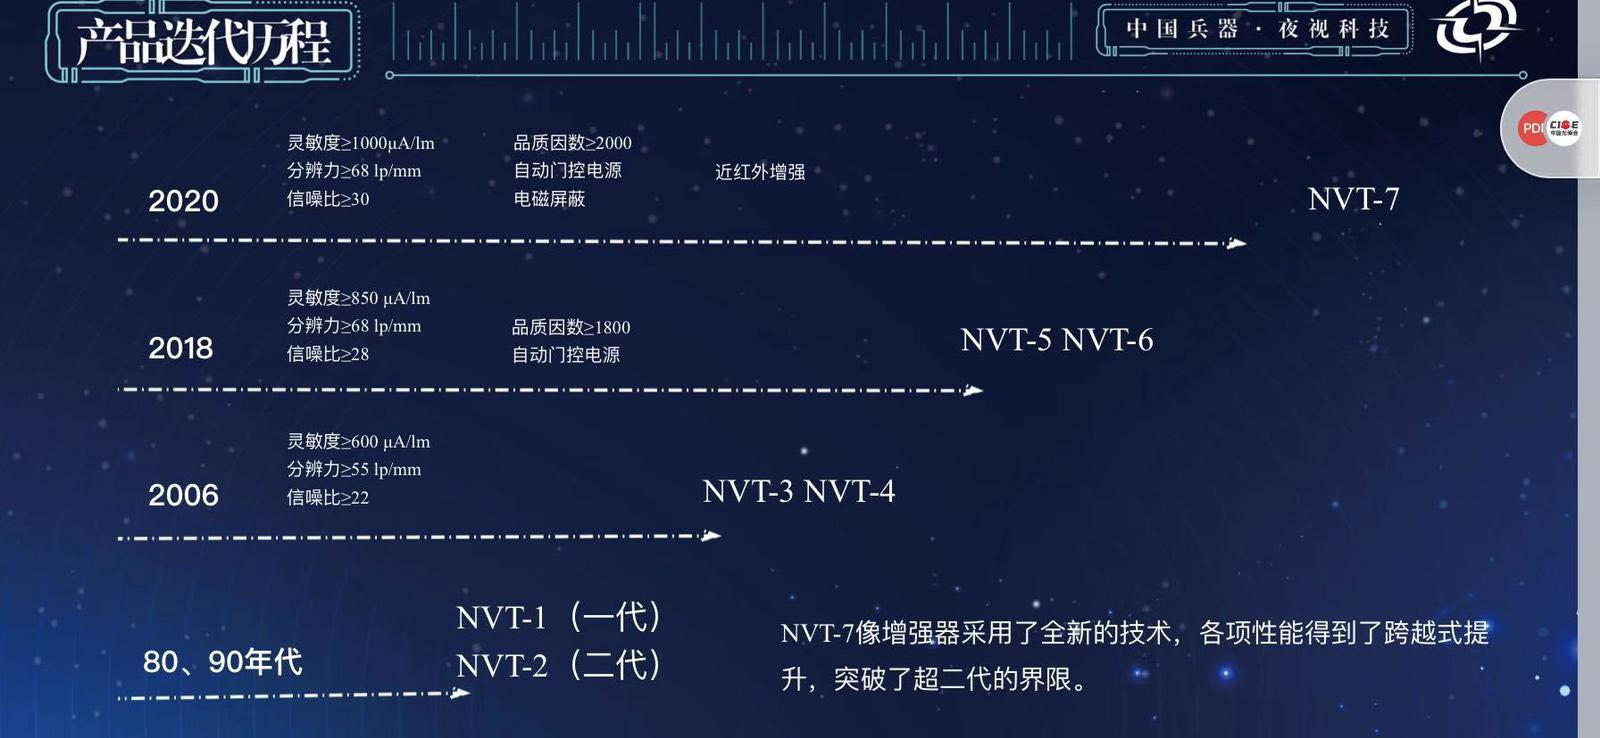 产品迭代历程
中国兵器·夜视科技
PDF
CIOE
中国光博会
2020
灵敏度≥1000μA/lm
分辨力≥68 lp/mm
信噪比≥30
品质因数≥2000
自动门控电源
电磁屏蔽
近红外增强
NVT-7
2018
灵敏度≥850 μA/lm
分辨力≥68 lp/mm
信噪比≥28
品质因数≥1800
自动门控电源
NVT-5 NVT-6
2006
灵敏度≥600 μA/lm
分辨力≥55 lp/mm
信噪比≥22
NVT-3 NVT-4
80、90年代
NVT-1（一代）
NVT-2（二代）
NVT-7像增强器采用了全新的技术，各项性能得到了跨越式提
升，突破了超二代的界限。